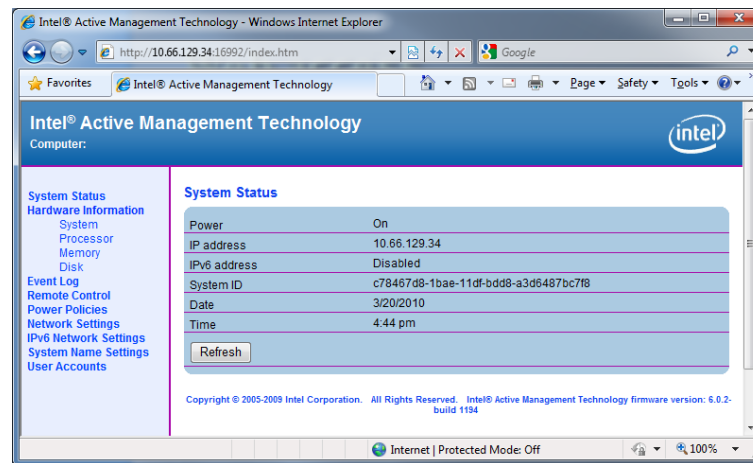 Intel® Active Management Technology - Windows Internet Explorer
http://10.66.129.34:16992/index.htm
Google
Favorites
Intel® Active Management Technology
Page
Safety
Tools
Intel® Active Management Technology
Computer:
intel
System Status
Hardware Information
System
Processor
Memory
Disk
Event Log
Remote Control
Power Policies
Network Settings
IPv6 Network Settings
System Name Settings
User Accounts
System Status
Power On
IP address 10.66.129.34
IPv6 address Disabled
System ID c78467d8-1bae-11df-bdd8-a3d6487bc7f8
Date 3/20/2010
Time 4:44 pm
Refresh
Copyright © 2005-2009 Intel Corporation. All Rights Reserved. Intel® Active Management Technology firmware version: 6.0.2-
build 1194
Internet | Protected Mode: Off
100%